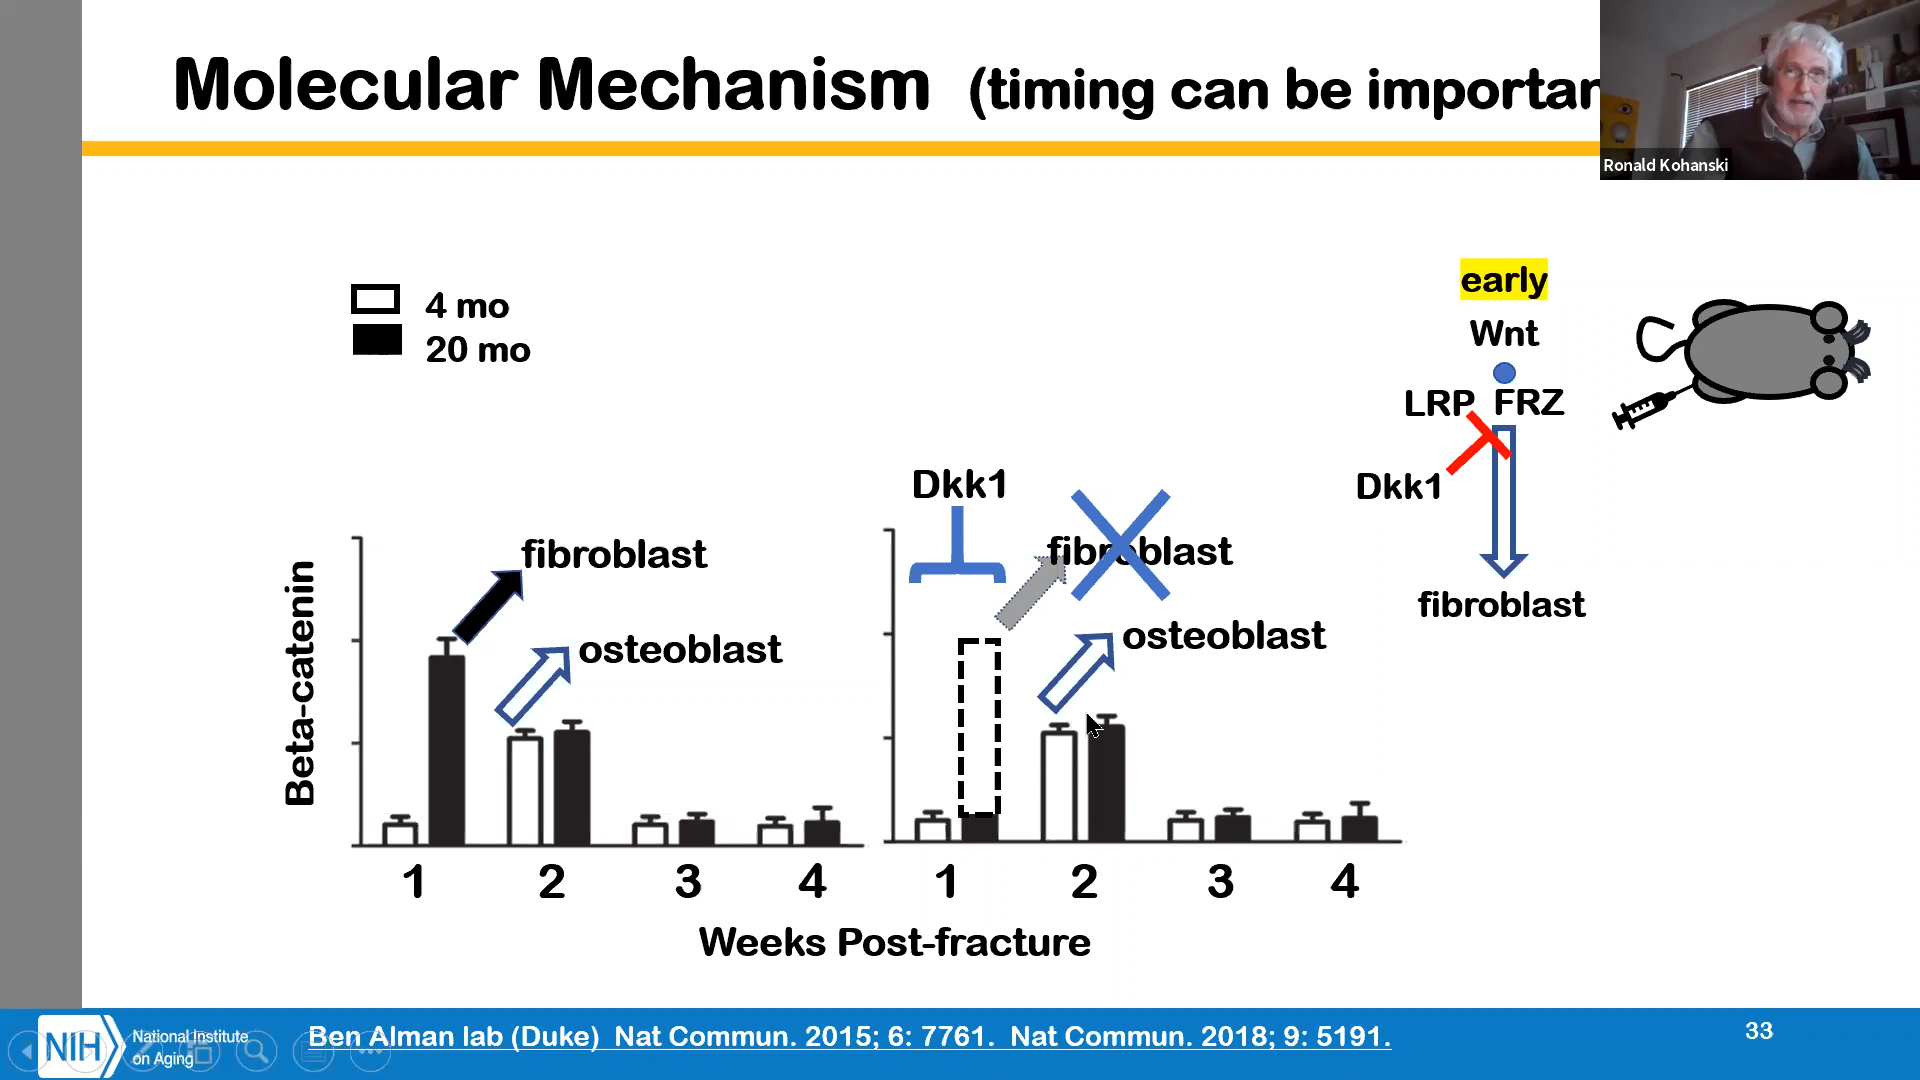 Molecular Mechanism (timing can be importan
Ronald Kohanski
4 mo
20 mo
early
Wnt
LRP FRZ
Dkk1
fibroblast
Beta-catenin
fibroblast
osteoblast
1 2 3 4
Dkk1
fibroblast
osteoblast
1 2 3 4
Weeks Post-fracture
NIH
National Institute
on Aging
Ben Alman lab (Duke) Nat Commun. 2015; 6: 7761. Nat Commun. 2018; 9: 5191.
33